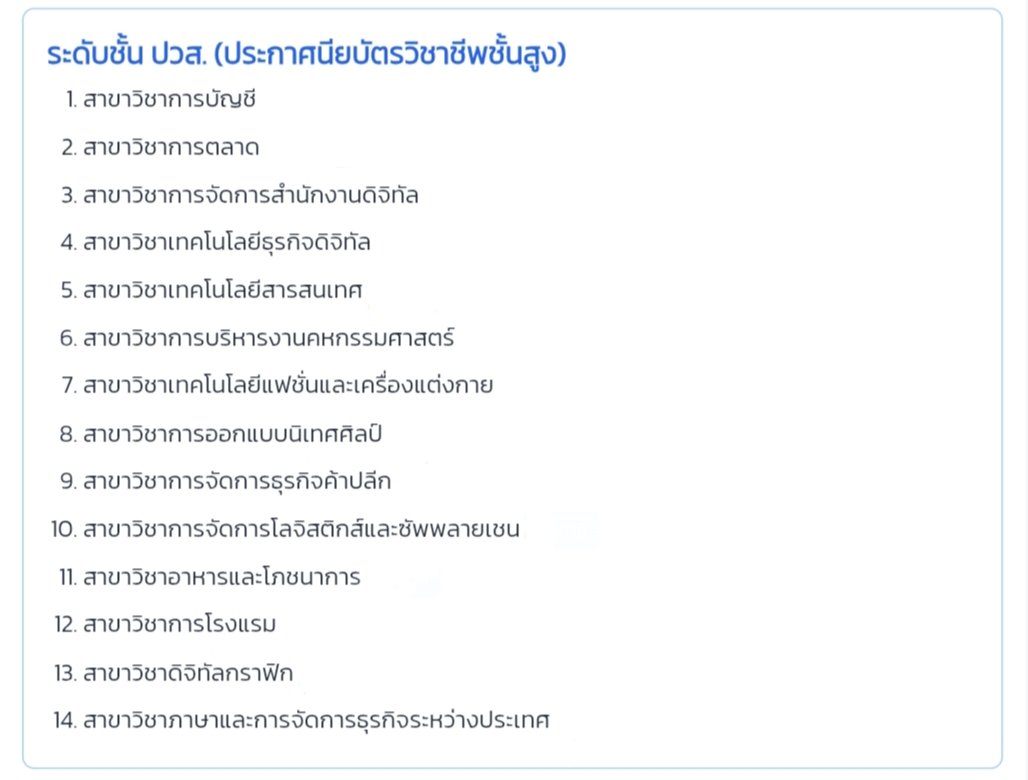 ระดับชั้น ปวส. (ประกาศนียบัตรวิชาชีพชั้นสูง)
1. สาขาวิชาการบัญชี
2. สาขาวิชาการตลาด
3. สาขาวิชาการจัดการสำนักงานดิจิทัล
4. สาขาวิชาเทคโนโลยีธุรกิจดิจิทัล
5. สาขาวิชาเทคโนโลยีสารสนเทศ
6. สาขาวิชาการบริหารงานคหกรรมศาสตร์
7. สาขาวิชาเทคโนโลยีแฟชั่นและเครื่องแต่งกาย
8. สาขาวิชาการออกแบบนิเทศศิลป์
9. สาขาวิชาการจัดการธุรกิจค้าปลีก
10. สาขาวิชาการจัดการโลจิสติกส์และซัพพลายเชน
11. สาขาวิชาอาหารและโภชนาการ
12. สาขาวิชาการโรงแรม
13. สาขาวิชาดิจิทัลกราฟิก
14. สาขาวิชาภาษาและการจัดการธุรกิจระหว่างประเทศ